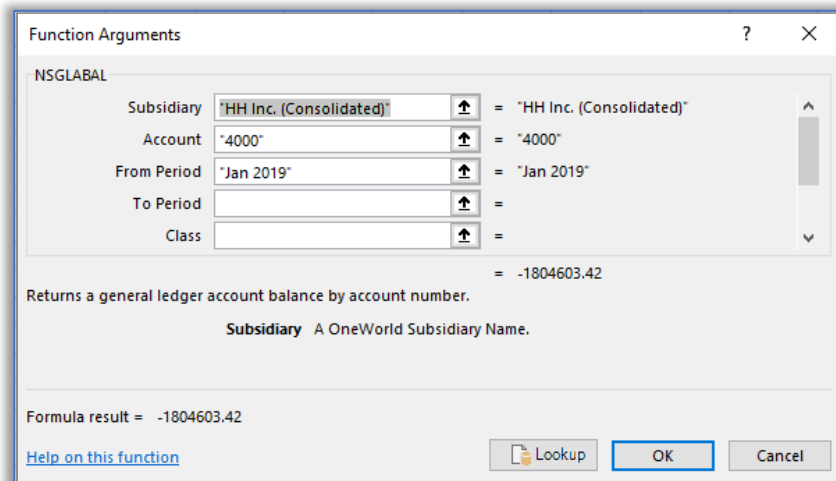 Function Arguments ? ×
NSGLABAL
Subsidiary "HH Inc. (Consolidated)" = "HH Inc. (Consolidated)"
Account "4000" = "4000"
From Period "Jan 2019" = "Jan 2019"
To Period =
Class =
= -1804603.42
Returns a general ledger account balance by account number.
Subsidiary A OneWorld Subsidiary Name.
Formula result = -1804603.42
Help on this function Lookup OK Cancel